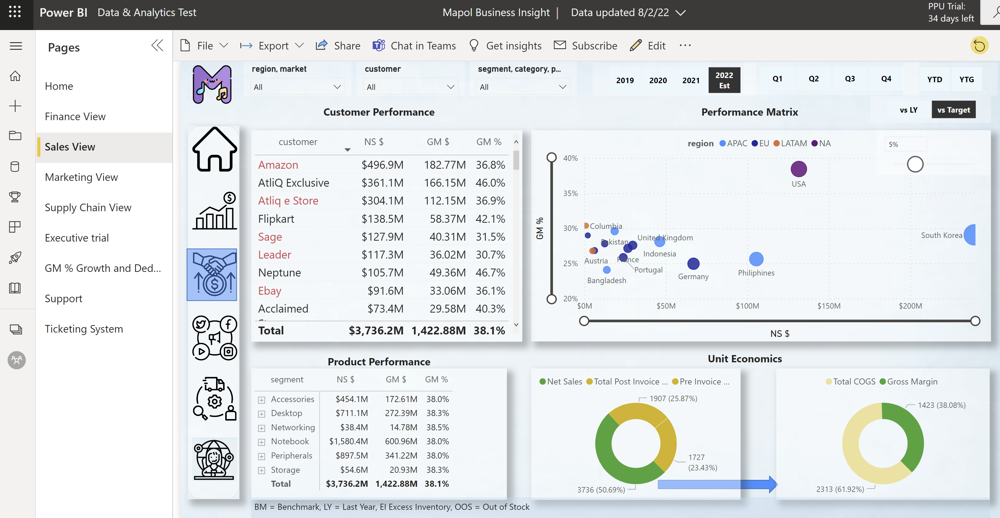 Power BI Data & Analytics Test
Mapol Business Insight | Data updated 8/2/22
PPU Trial:
34 days left
Pages
Home
Finance View
Sales View
Marketing View
Supply Chain View
Executive trial
GM % Growth and Ded...
Support
Ticketing System
File Export Share Chat in Teams Get insights Subscribe Edit ...
region, market
All
customer
All
segment, category, p...
All
2019 2020 2021 2022 Est
Q1 Q2 Q3 Q4
YTD YTG
vs LY vs Target
Customer Performance
customer NS $ GM $ GM %
Amazon $496.9M 182.77M 36.8%
AtliQ Exclusive $361.1M 166.15M 46.0%
Atliq e Store $304.1M 112.15M 36.9%
Flipkart $138.5M 58.37M 42.1%
Sage $127.9M 40.31M 31.5%
Leader $117.3M 36.02M 30.7%
Neptune $105.7M 49.36M 46.7%
Ebay $91.6M 33.06M 36.1%
Acclaimed $73.4M 29.58M 40.3%
Total $3,736.2M 1,422.88M 38.1%
Performance Matrix
region APAC EU LATAM NA
5%
GM %
40%
35%
30%
25%
20%
USA
Columbia
South Korea
United Kingdom
Pakistan
Indonesia
Austria
France
Portugal
Philiphines
Germany
Bangladesh
$0M $50M $100M $150M $200M
NS $
Product Performance
segment NS $ GM $ GM %
Accessories $454.1M 172.61M 38.0%
Desktop $711.1M 272.39M 38.3%
Networking $38.4M 14.78M 38.5%
Notebook $1,580.4M 600.96M 38.0%
Peripherals $897.5M 341.22M 38.0%
Storage $54.6M 20.93M 38.3%
Total $3,736.2M 1,422.88M 38.1%
Unit Economics
Net Sales Total Post Invoice ... Pre Invoice ...
1907 (25.87%)
1727
(23.43%)
3736 (50.69%)
Total COGS Gross Margin
1423 (38.08%)
2313 (61.92%)
BM = Benchmark, LY = Last Year, EI Excess Inventory, OOS = Out of Stock